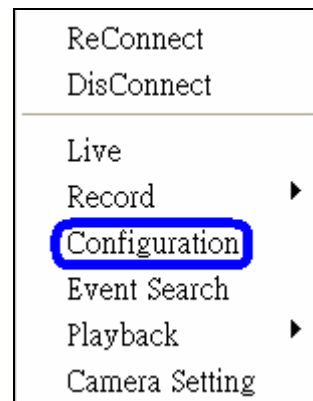 ReConnect
DisConnect
Live
Record
Configuration
Event Search
Playback
Camera Setting